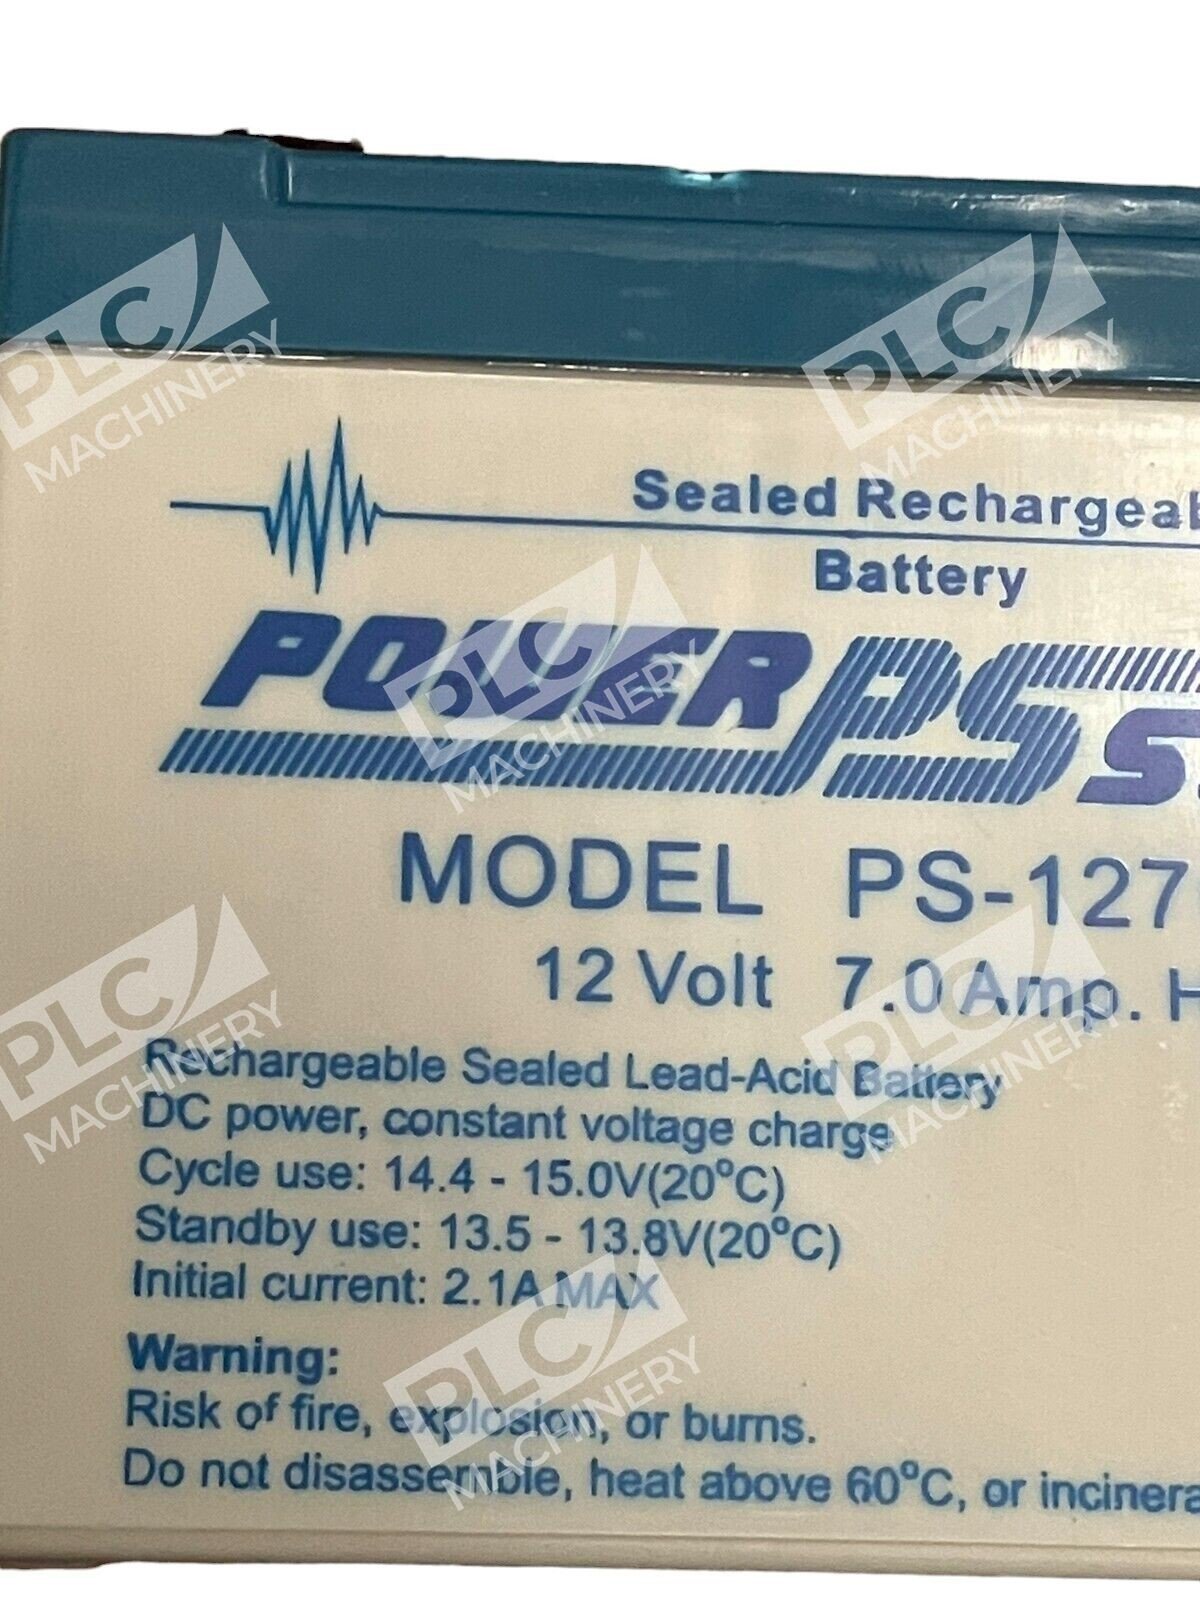 Sealed Rechargeab
Battery
POWER PS S
MODEL PS-127
12 Volt 7.0 Amp. H
Rechargeable Sealed Lead-Acid Battery
DC power, constant voltage charge
Cycle use: 14.4 - 15.0V(20°C)
Standby use: 13.5 - 13.8V(20°C)
Initial current: 2.1A MAX
Warning:
Risk of fire, explosion, or burns.
Do not disassemble, heat above 60°C, or incinera
PLC MACHINERY
PLC MACHINERY
PLC MACHINERY
PLC MACHINERY
PLC MACHINERY
PLC MACHINERY